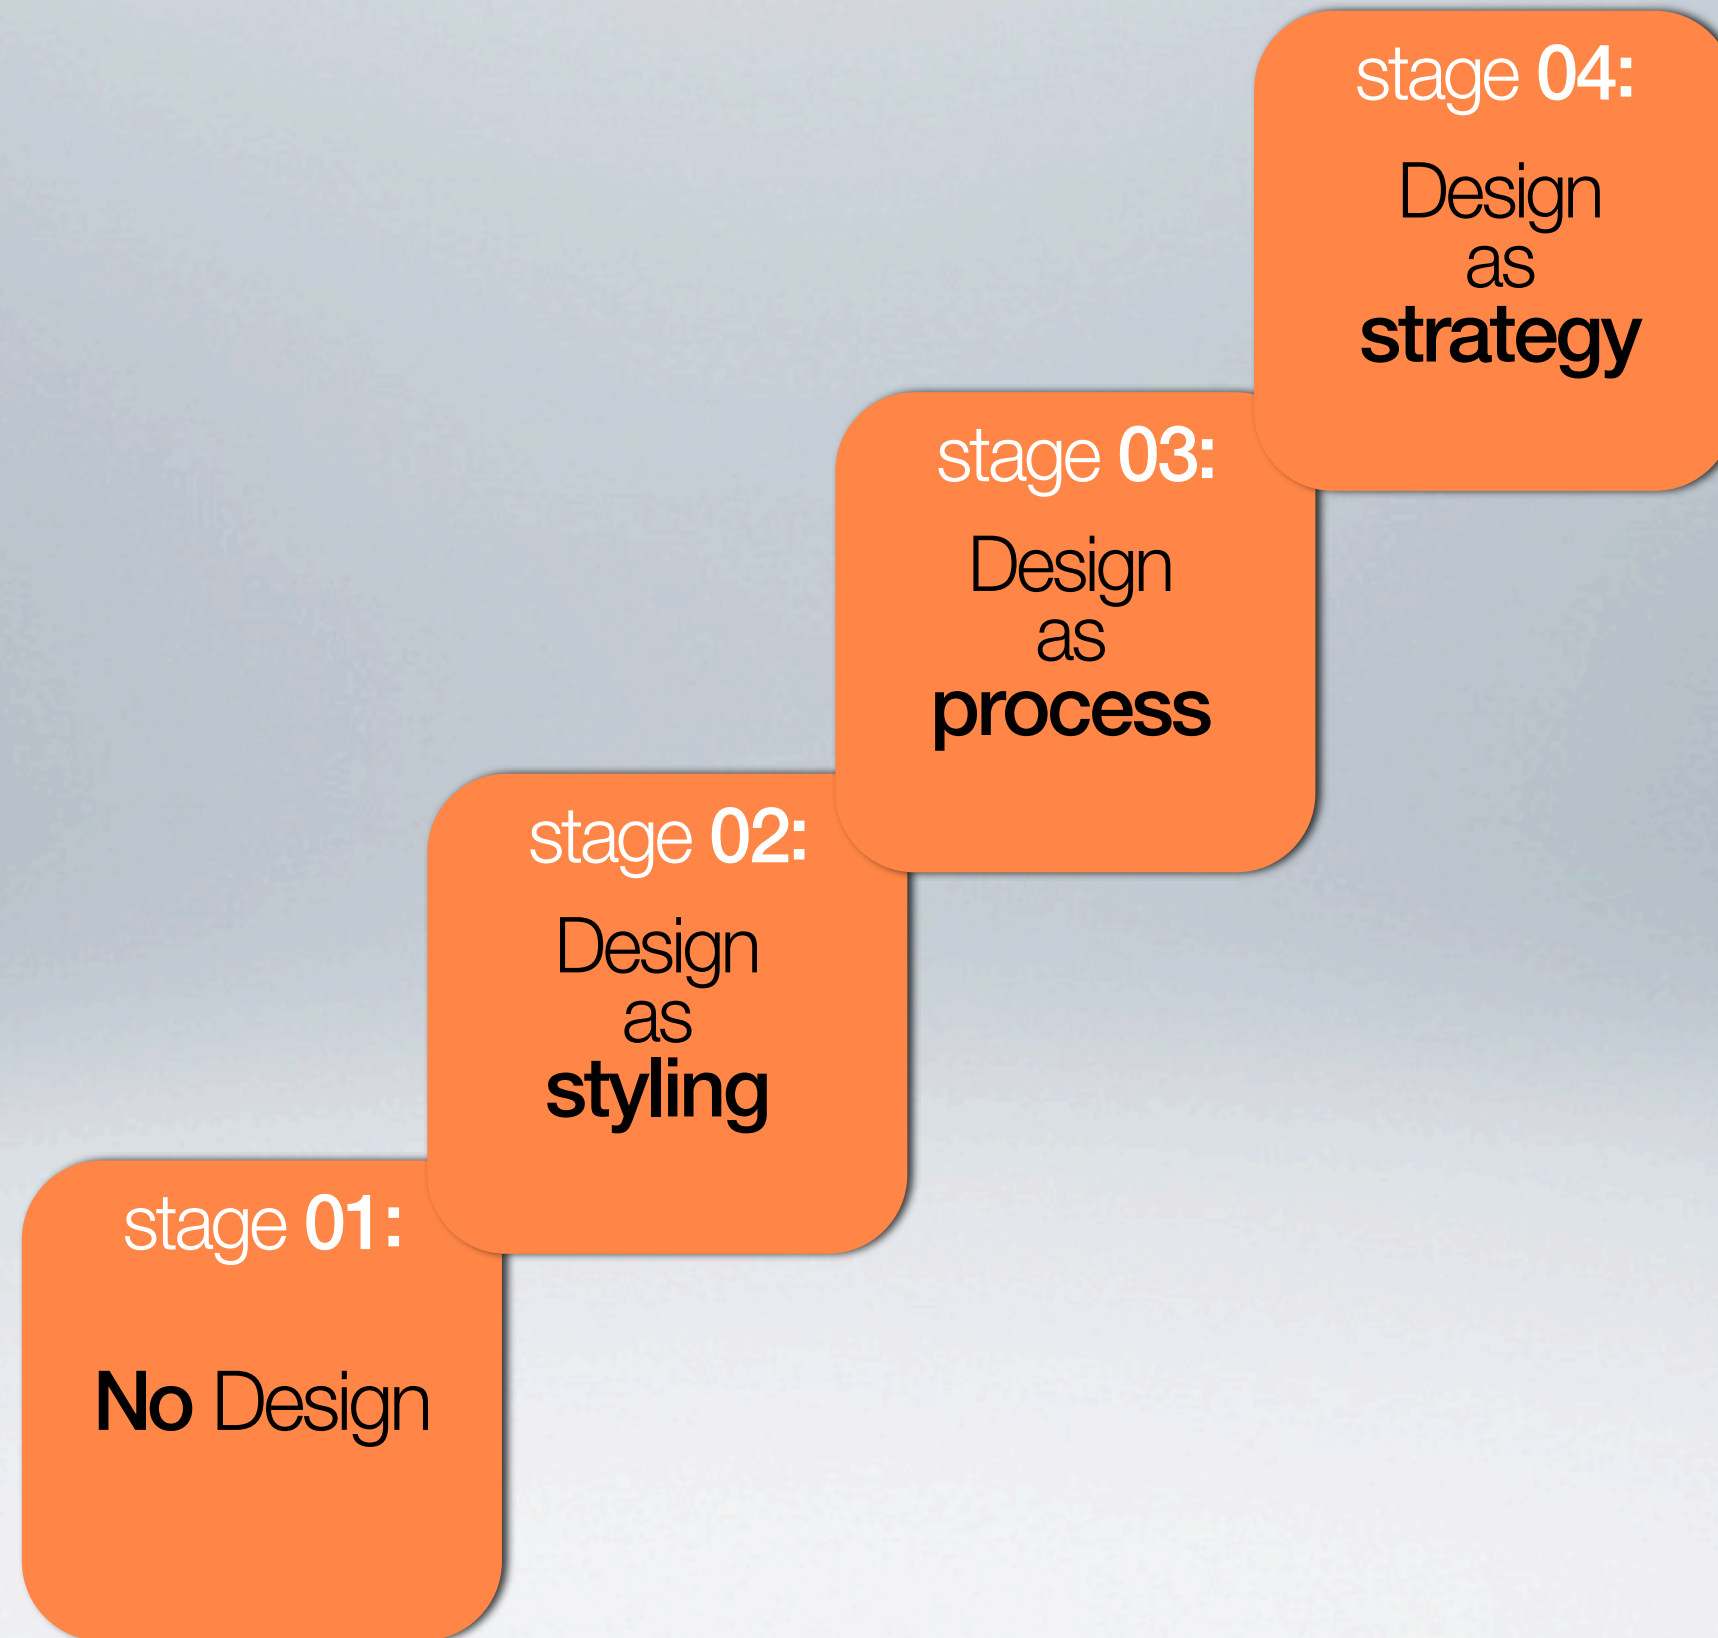 stage 04:
Design
as
strategy
stage 03:
Design
as
process
stage 02:
Design
as
styling
stage 01:
No Design